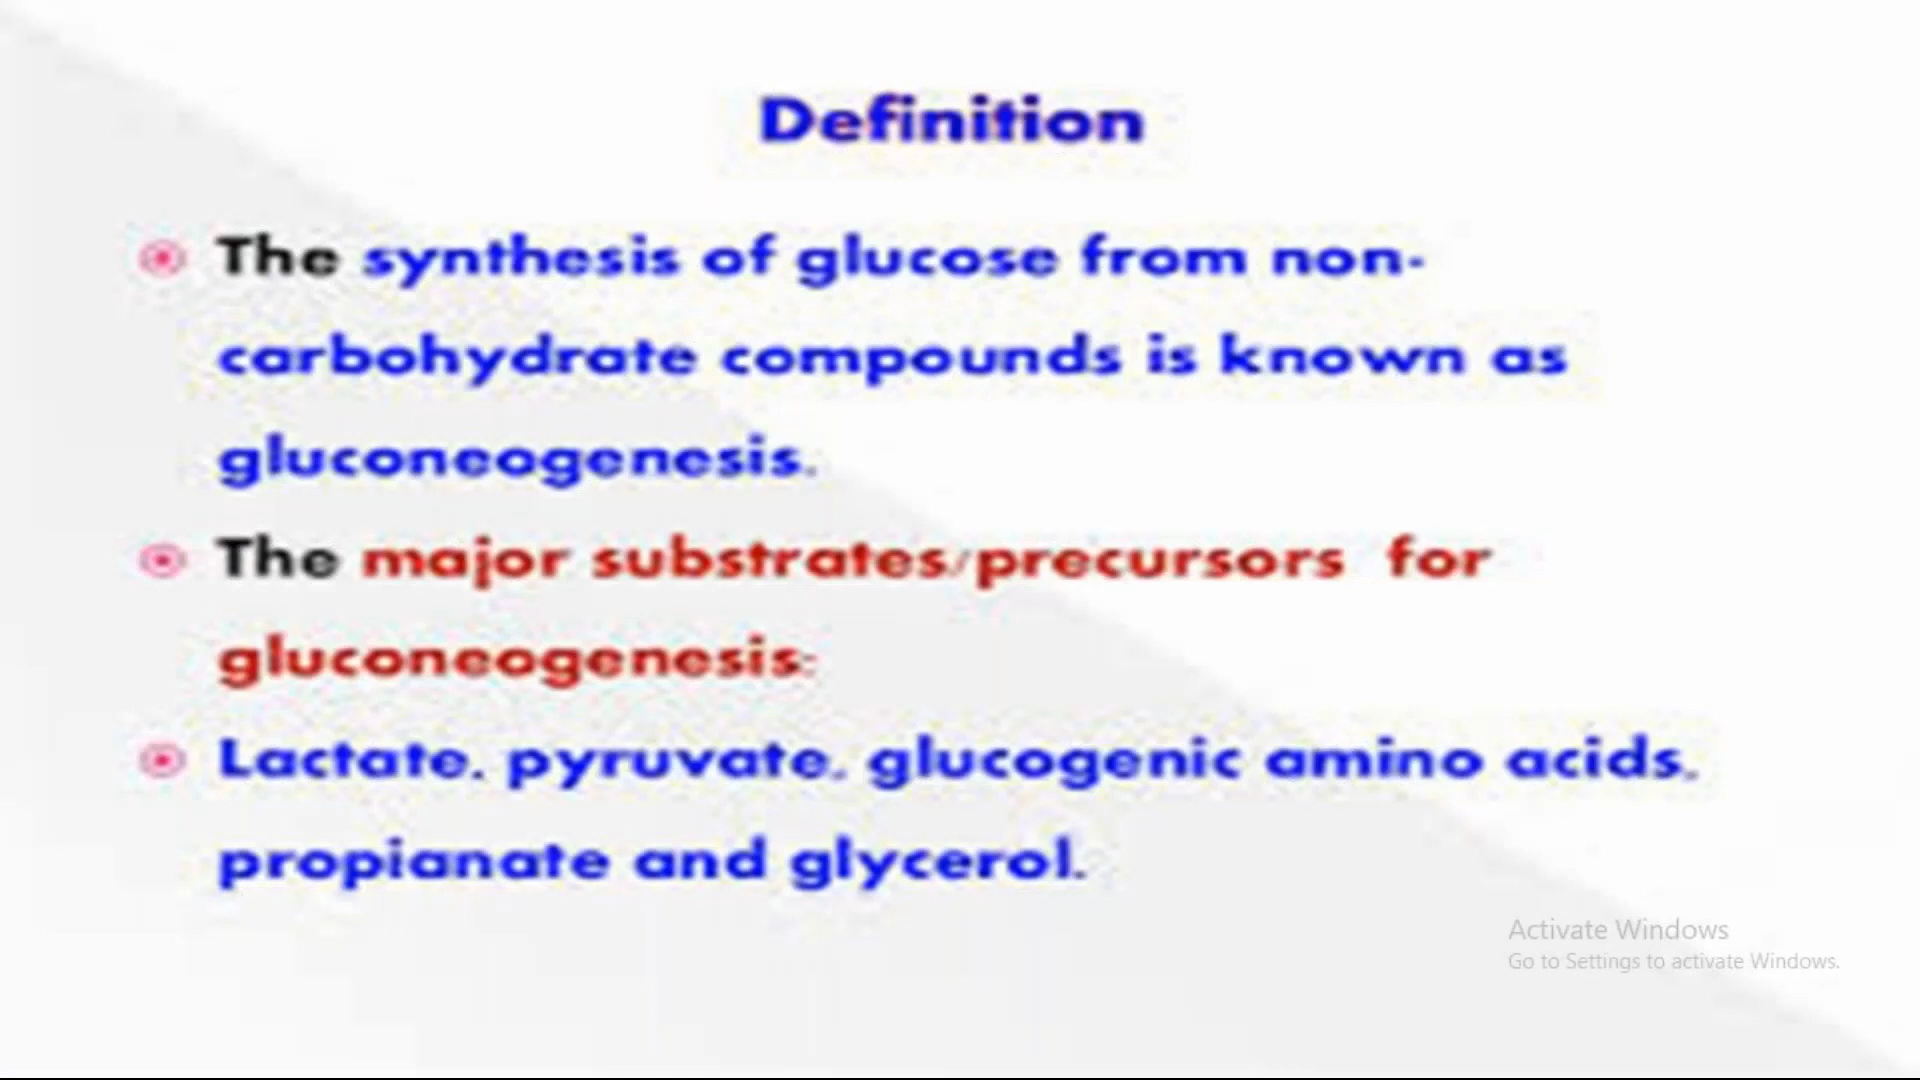 Definition
The synthesis of glucose from non-
carbohydrate compounds is known as
gluconeogenesis.
The major substrates/precursors for
gluconeogenesis:
Lactate, pyruvate, glucogenic amino acids,
propianate and glycerol.
Activate Windows
Go to Settings to activate Windows.